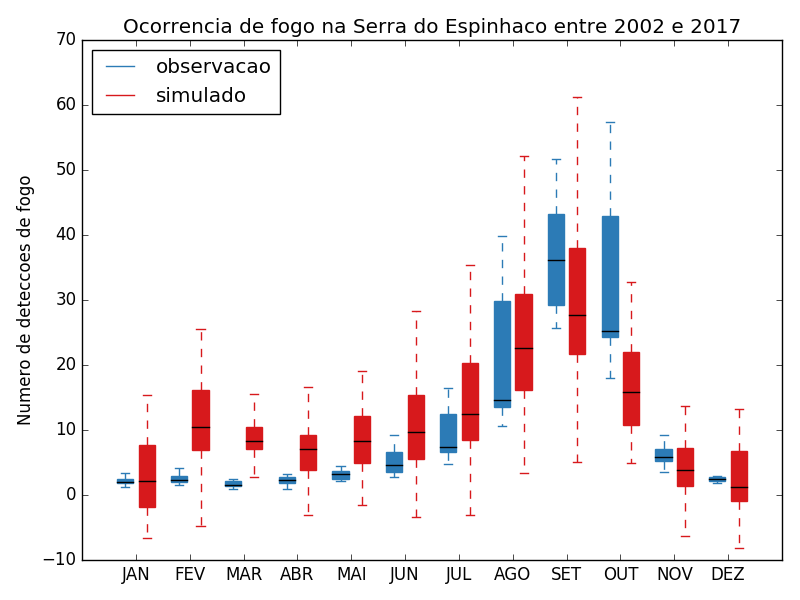 Ocorrencia de fogo na Serra do Espinhaco entre 2002 e 2017
observacao
simulado
Numero de deteccoes de fogo
70
60
50
40
30
20
10
0
−10
JAN FEV MAR ABR MAI JUN JUL AGO SET OUT NOV DEZ